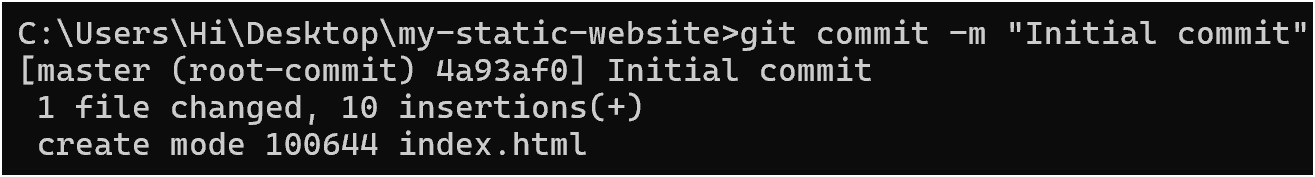 C:\Users\Hi\Desktop\my-static-website>git commit -m "Initial commit"
[master (root-commit) 4a93af0] Initial commit
 1 file changed, 10 insertions(+)
 create mode 100644 index.html